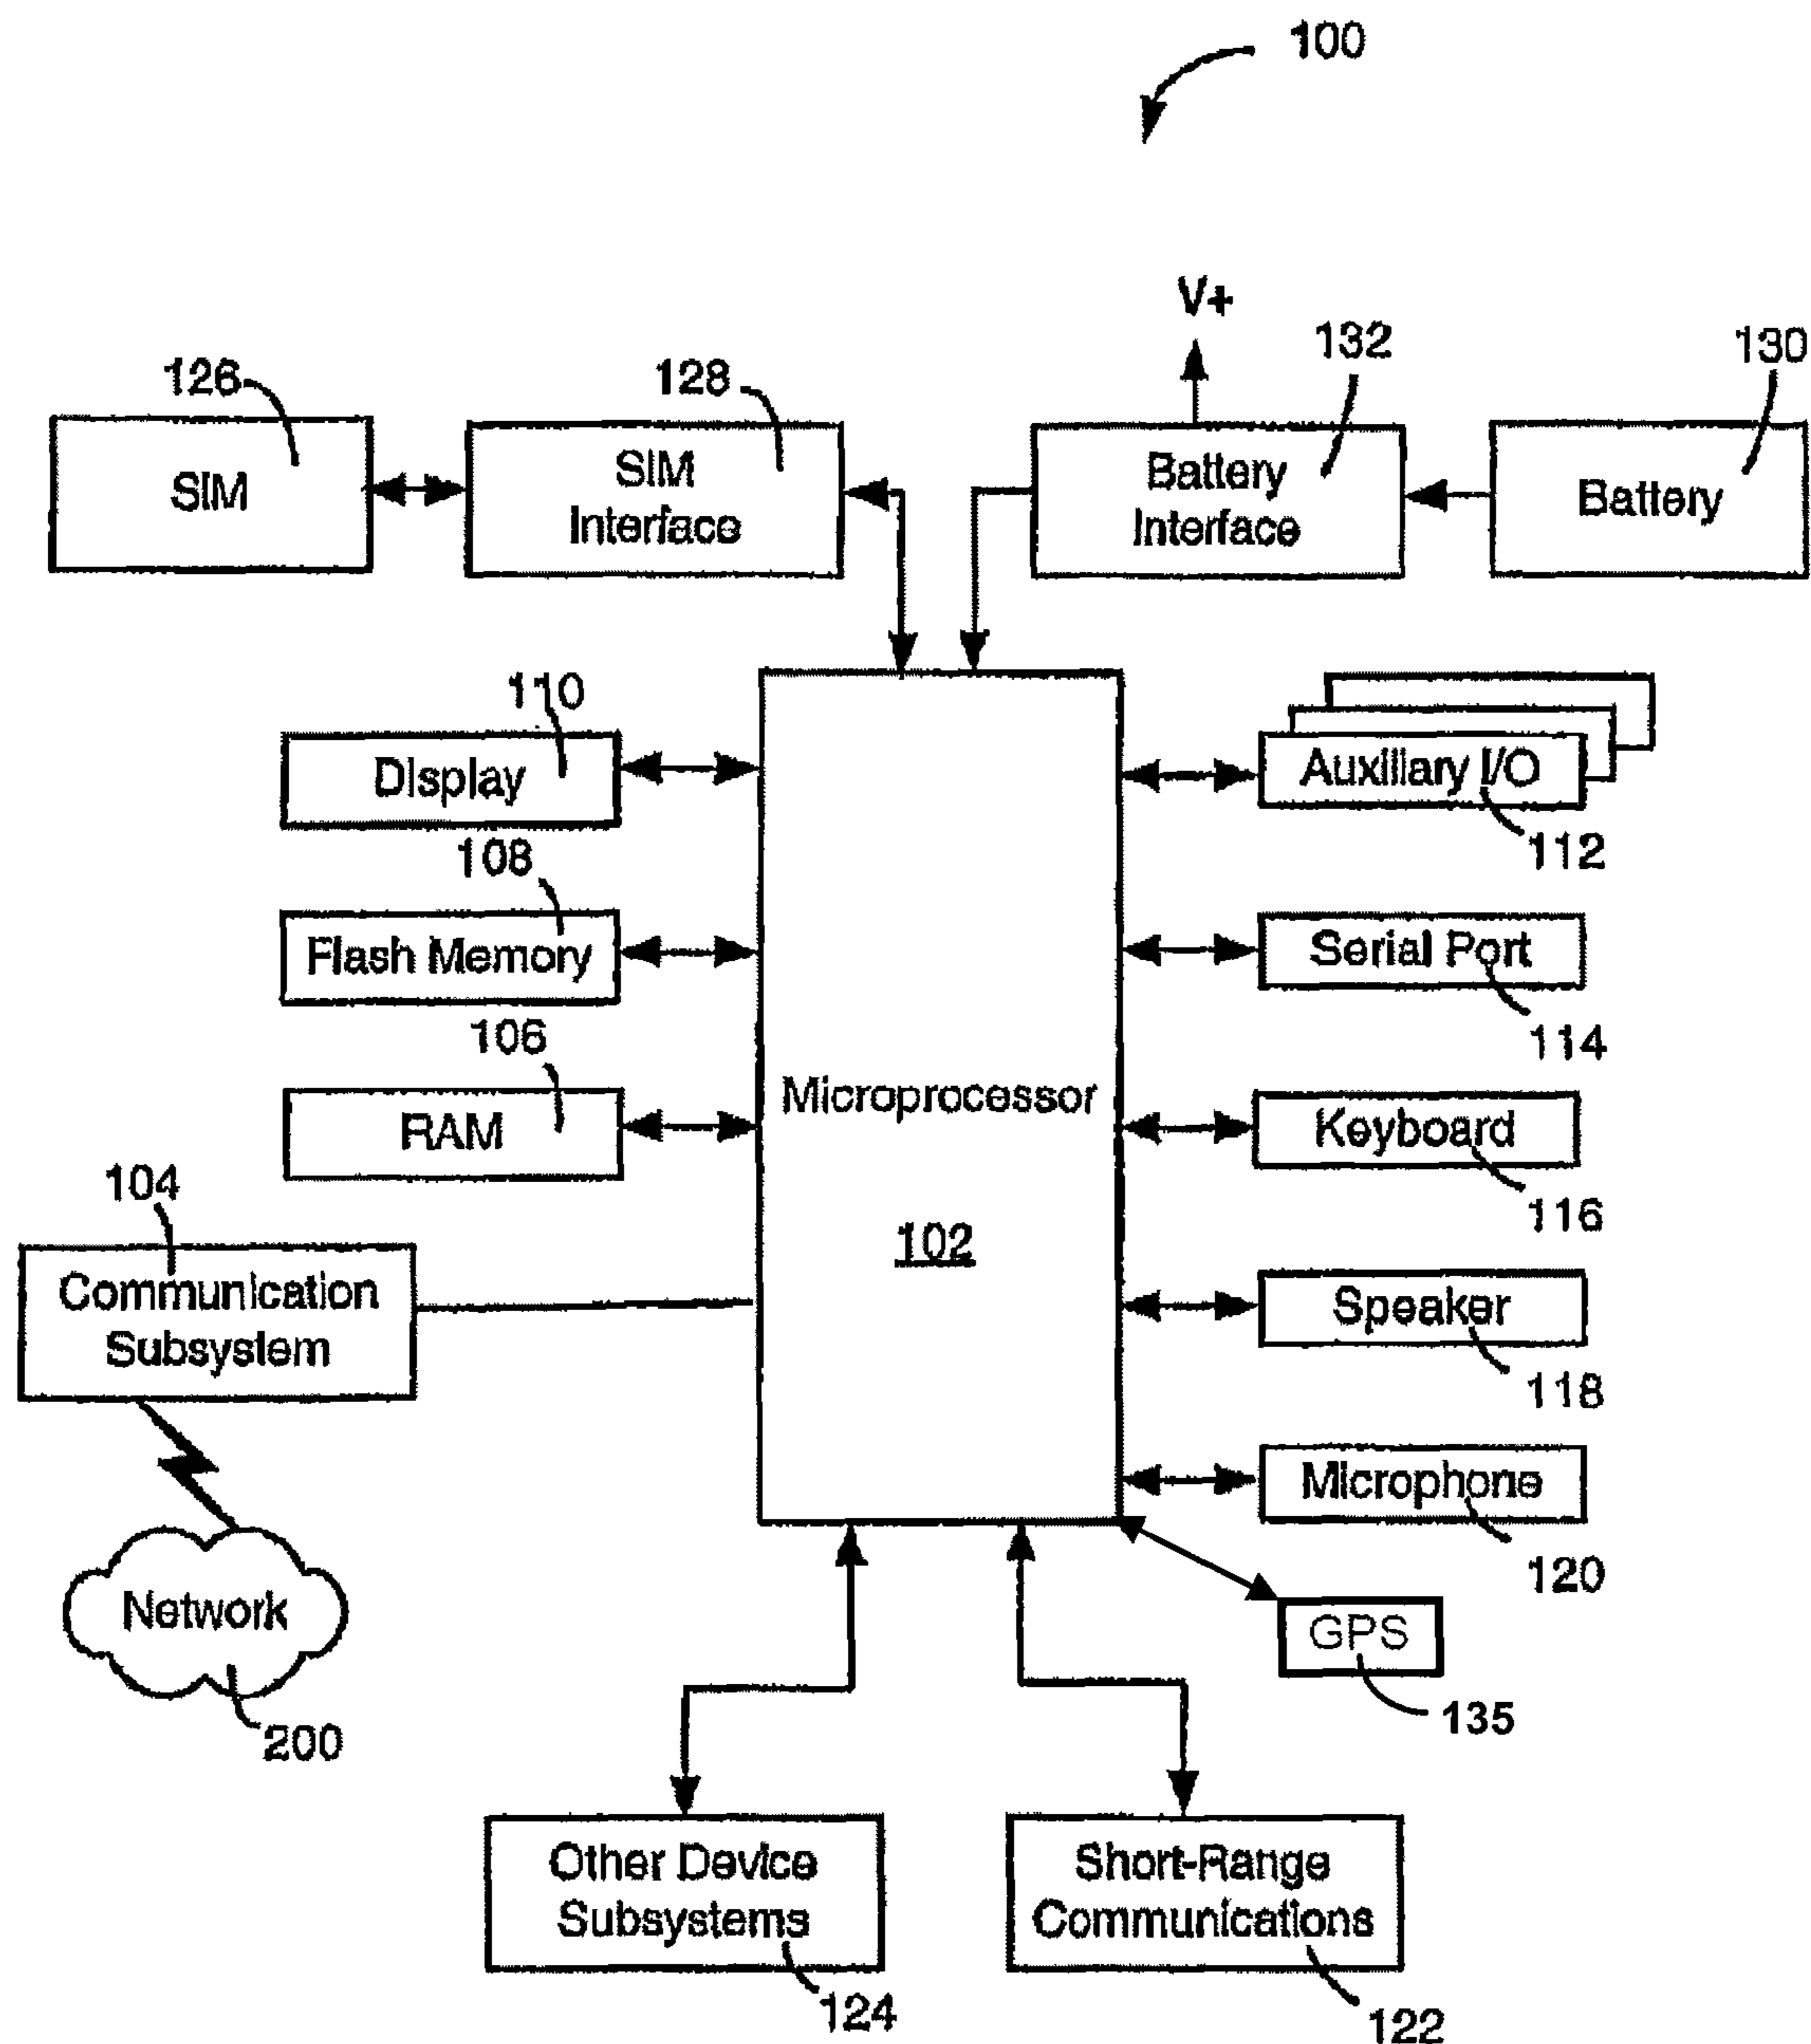 100
V+
132
130
126
128
SIM
SIM
Interface
Battery
Interface
Battery
110
Display
Auxiliary I/O
112
108
Flash Memory
Serial Port
114
106
RAM
Microprocessor
102
Keyboard
116
104
Communication
Subsystem
Speaker
118
Microphone
120
Network
200
GPS
135
Other Device
Subsystems
124
Short-Range
Communications
122